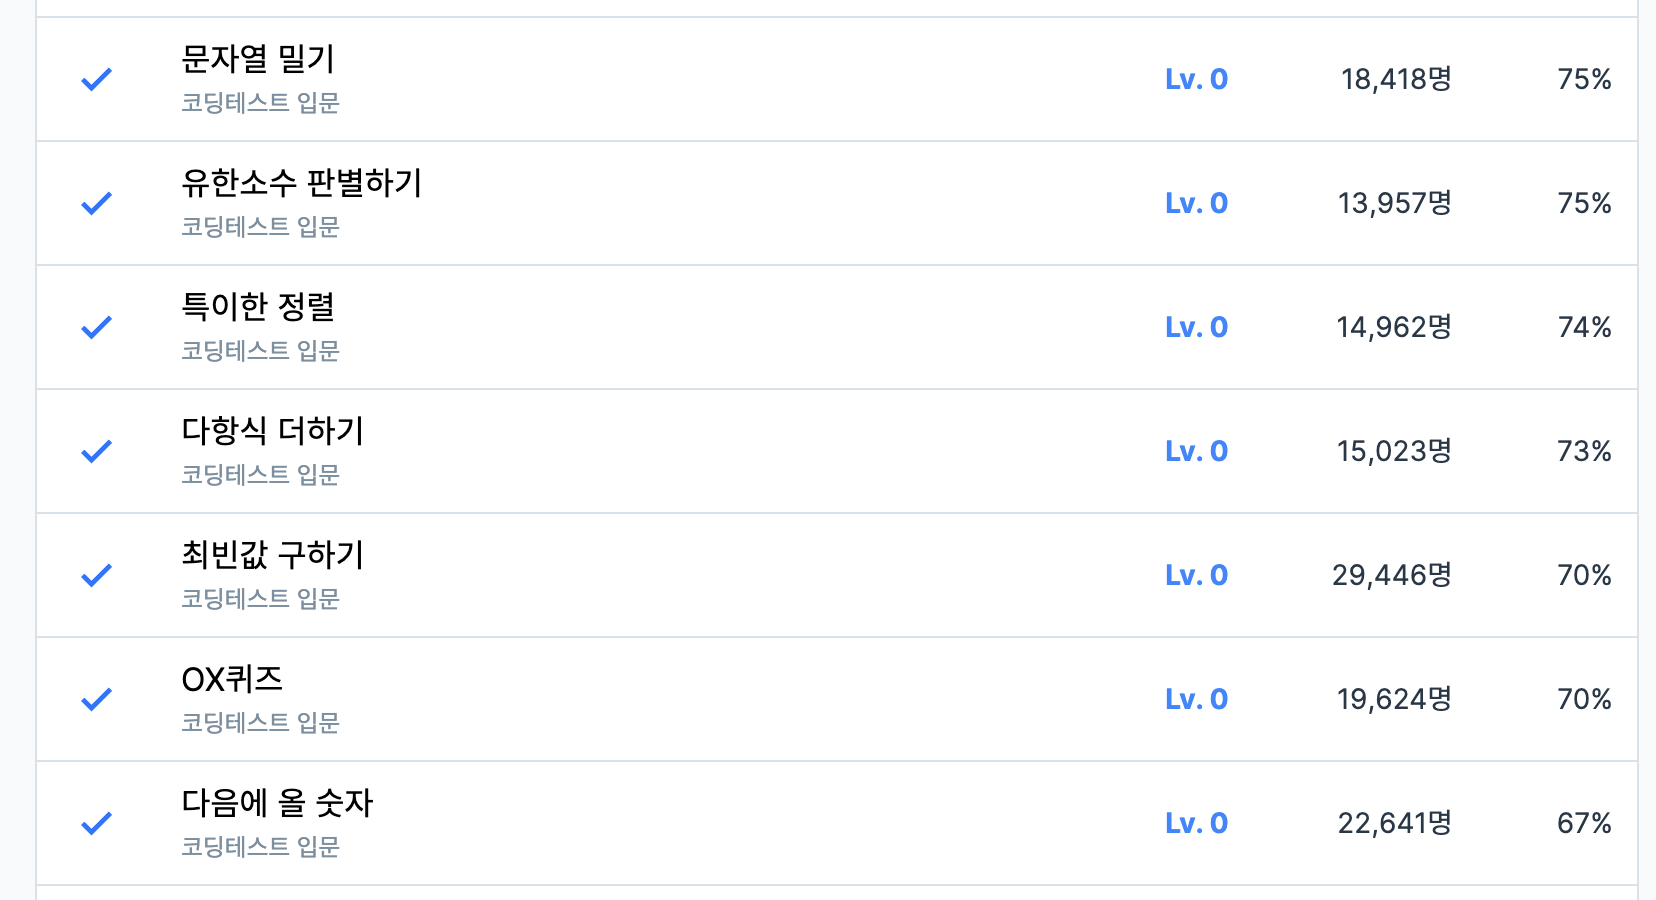 문자열 밀기
코딩테스트 입문
Lv. 0
18,418명
75%
유한소수 판별하기
코딩테스트 입문
Lv. 0
13,957명
75%
특이한 정렬
코딩테스트 입문
Lv. 0
14,962명
74%
다항식 더하기
코딩테스트 입문
Lv. 0
15,023명
73%
최빈값 구하기
코딩테스트 입문
Lv. 0
29,446명
70%
OX퀴즈
코딩테스트 입문
Lv. 0
19,624명
70%
다음에 올 숫자
코딩테스트 입문
Lv. 0
22,641명
67%